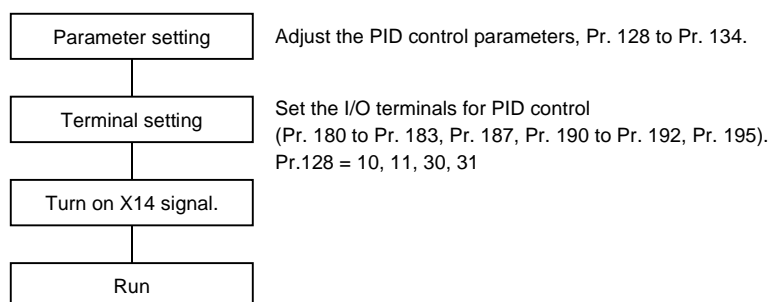 Parameter setting
Adjust the PID control parameters, Pr. 128 to Pr. 134.
Terminal setting
Set the I/O terminals for PID control
(Pr. 180 to Pr. 183, Pr. 187, Pr. 190 to Pr. 192, Pr. 195).
Pr.128 = 10, 11, 30, 31
Turn on X14 signal.
Run